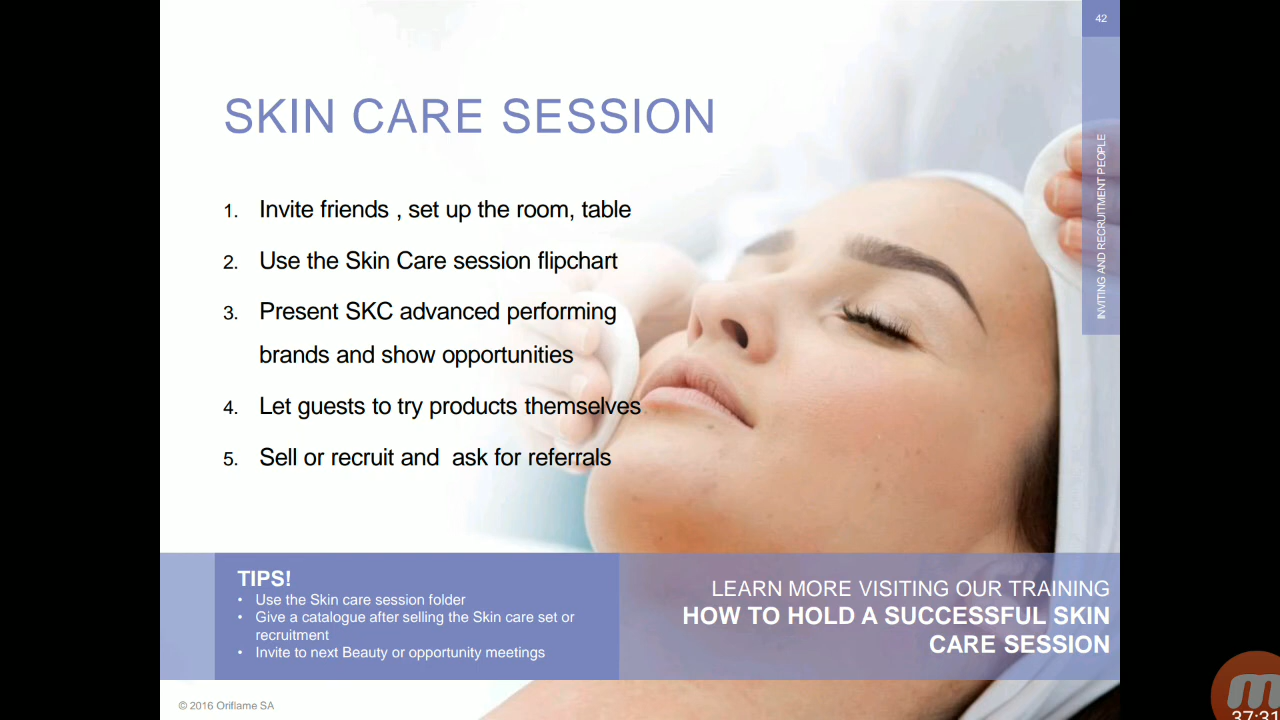 42
INVITING AND RECRUITMENT PEOPLE
SKIN CARE SESSION
1. Invite friends , set up the room, table
2. Use the Skin Care session flipchart
3. Present SKC advanced performing
brands and show opportunities
4. Let guests to try products themselves
5. Sell or recruit and  ask for referrals
TIPS!
• Use the Skin care session folder
• Give a catalogue after selling the Skin care set or
recruitment
• Invite to next Beauty or opportunity meetings
LEARN MORE VISITING OUR TRAINING
HOW TO HOLD A SUCCESSFUL SKIN
CARE SESSION
© 2016 Oriflame SA
37:31